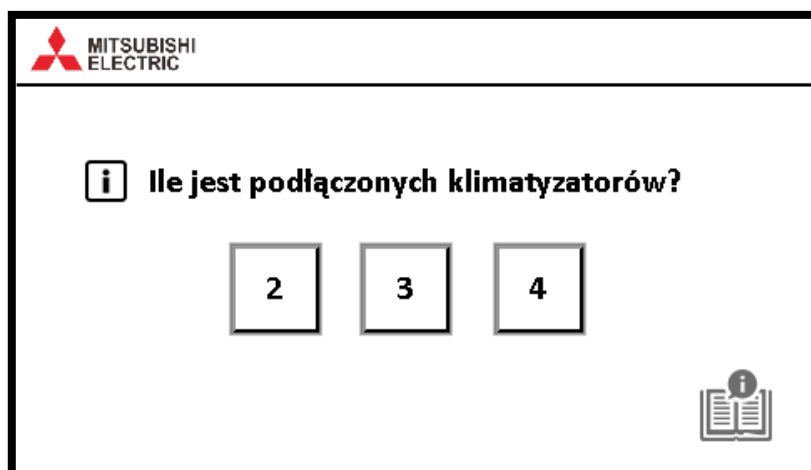 MITSUBISHI
ELECTRIC
i Ile jest podłączonych klimatyzatorów?
2 3 4
i